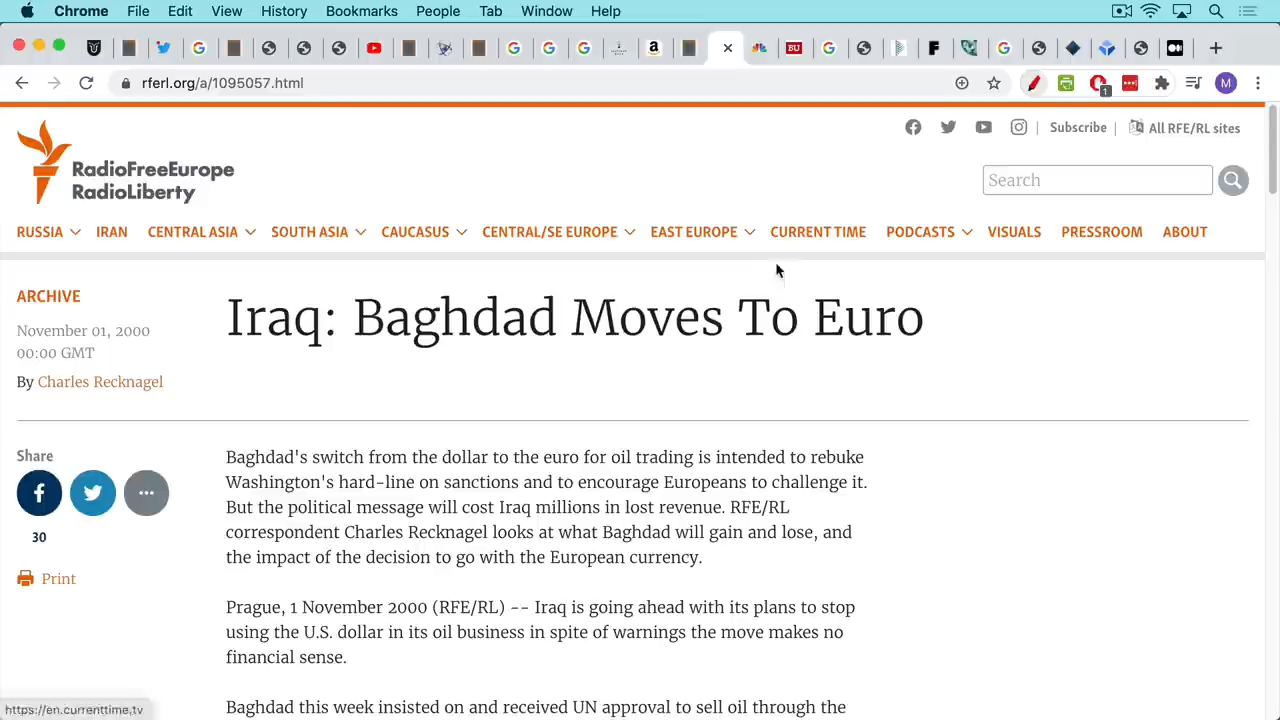 Chrome File Edit View History Bookmarks People Tab Window Help
rferl.org/a/1095057.html
1
M
Subscribe | All RFE/RL sites
RadioFreeEurope
RadioLiberty
Search
RUSSIA IRAN CENTRAL ASIA SOUTH ASIA CAUCASUS CENTRAL/SE EUROPE EAST EUROPE CURRENT TIME PODCASTS VISUALS PRESSROOM ABOUT
ARCHIVE
November 01, 2000
00:00 GMT
By Charles Recknagel
Iraq: Baghdad Moves To Euro
Share
30
Print
Baghdad's switch from the dollar to the euro for oil trading is intended to rebuke
Washington's hard-line on sanctions and to encourage Europeans to challenge it.
But the political message will cost Iraq millions in lost revenue. RFE/RL
correspondent Charles Recknagel looks at what Baghdad will gain and lose, and
the impact of the decision to go with the European currency.
Prague, 1 November 2000 (RFE/RL) -- Iraq is going ahead with its plans to stop
using the U.S. dollar in its oil business in spite of warnings the move makes no
financial sense.
Baghdad this week insisted on and received UN approval to sell oil through the
https://en.currenttime.tv